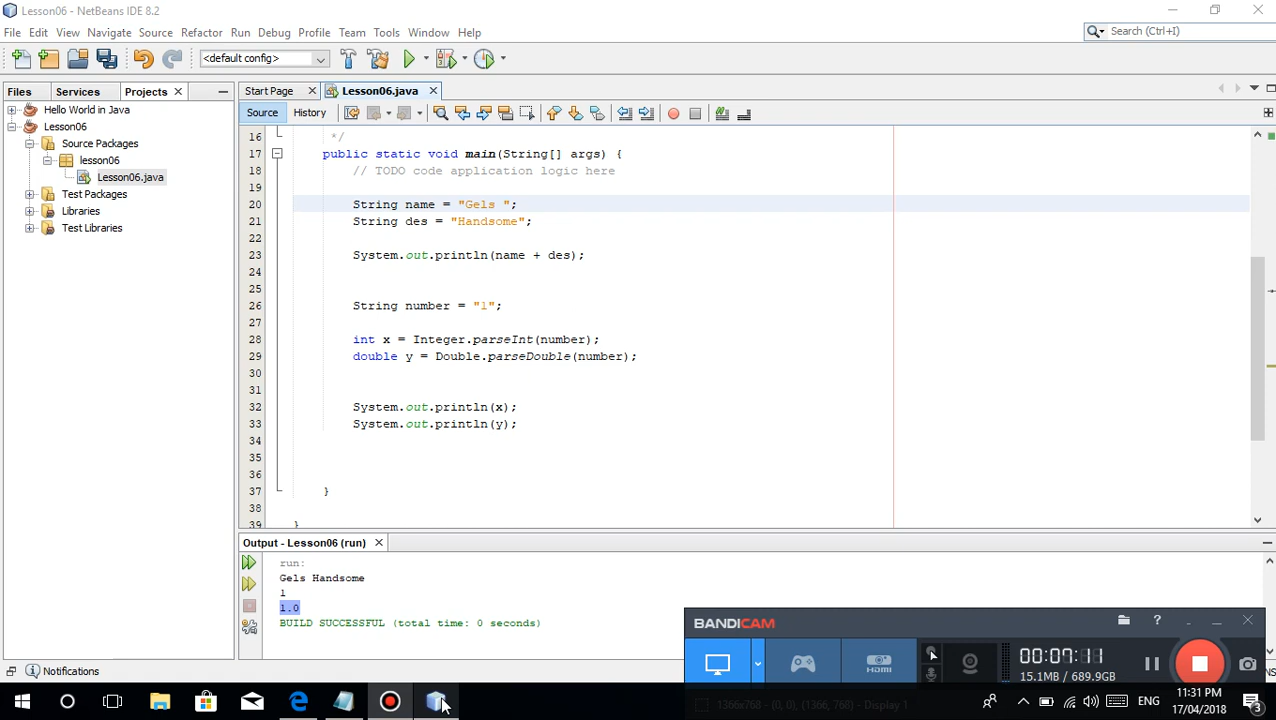 Lesson06 - NetBeans IDE 8.2
File Edit View Navigate Source Refactor Run Debug Profile Team Tools Window Help
Search (Ctrl+I)
<default config>
Files Services Projects
Start Page Lesson06.java
Hello World in Java
Lesson06
Source Packages
lesson06
Lesson06.java
Test Packages
Libraries
Test Libraries
Source History
16 */
17 public static void main(String[] args) {
18 // TODO code application logic here
19
20 String name = "Gels ";
21 String des = "Handsome";
22
23 System.out.println(name + des);
24
25
26 String number = "1";
27
28 int x = Integer.parseInt(number);
29 double y = Double.parseDouble(number);
30
31
32 System.out.println(x);
33 System.out.println(y);
34
35
36
37 }
38
39 }
Output - Lesson06 (run)
run:
Gels Handsome
1
1.0
BUILD SUCCESSFUL (total time: 0 seconds)
BANDICAM
HDMI
00:07:11
15.1MB / 689.9GB
1366x768 - (0, 0), (1366, 768) - Display 1
Notifications
ENG
11:31 PM
17/04/2018
3